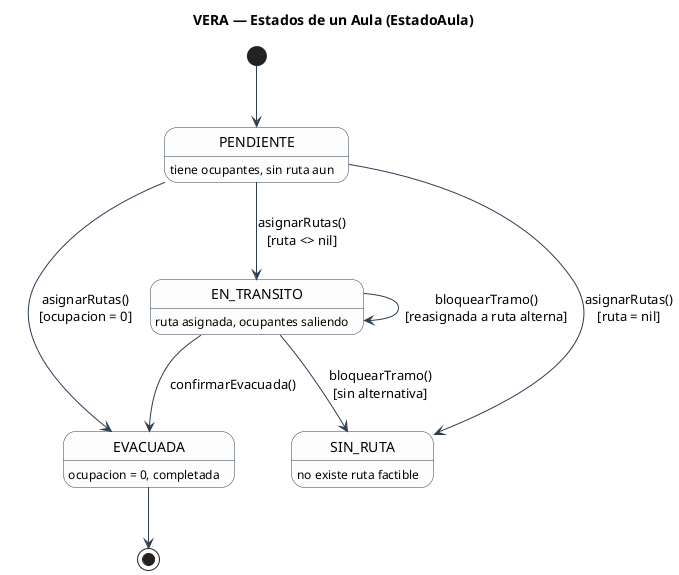 VERA — Estados de un Aula (EstadoAula)
PENDIENTE
tiene ocupantes, sin ruta aun
asignarRutas()
[ruta <> nil]
asignarRutas()
[ocupacion = 0]
EN_TRANSITO
ruta asignada, ocupantes saliendo
bloquearTramo()
[reasignada a ruta alterna]
asignarRutas()
[ruta = nil]
confirmarEvacuada()
bloquearTramo()
[sin alternativa]
EVACUADA
ocupacion = 0, completada
SIN_RUTA
no existe ruta factible